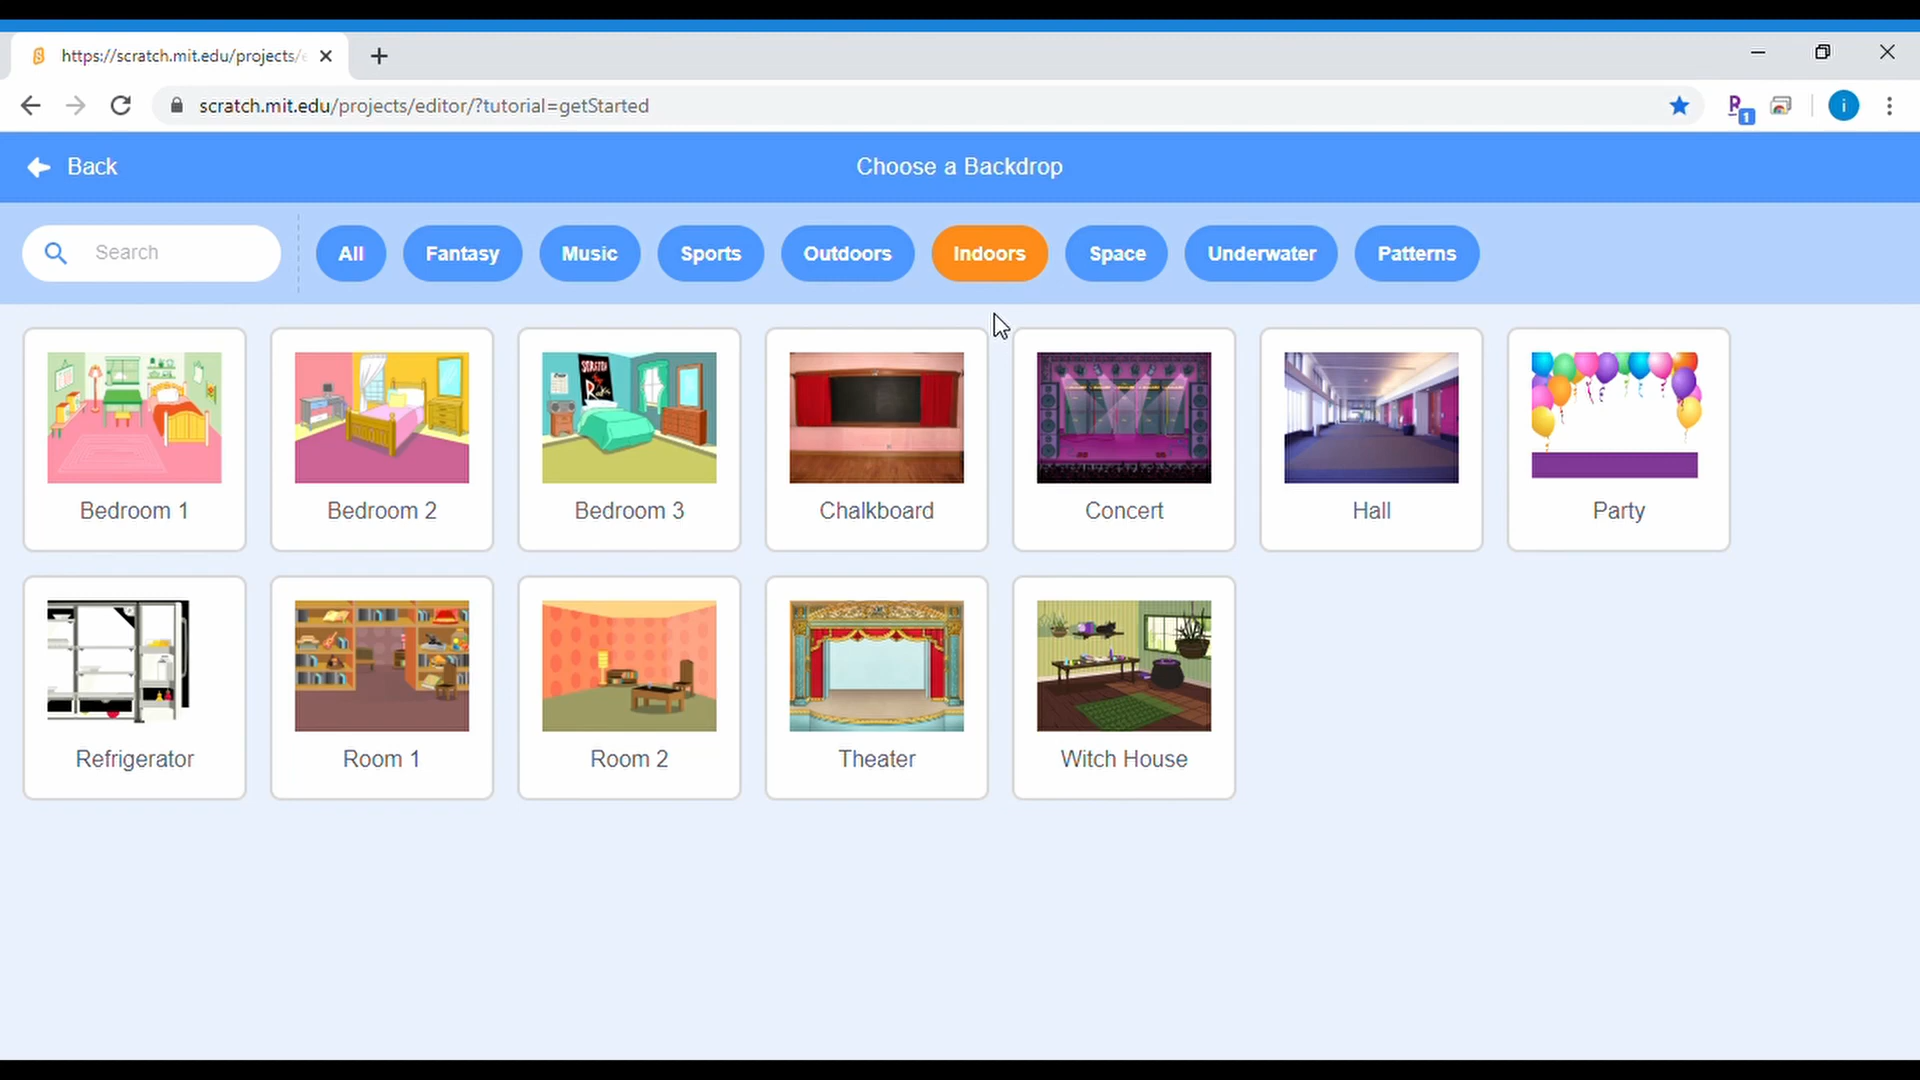 https://scratch.mit.edu/projects/
scratch.mit.edu/projects/editor/?tutorial=getStarted
1
i
Back
Choose a Backdrop
Search
All
Fantasy
Music
Sports
Outdoors
Indoors
Space
Underwater
Patterns
SCRATCH
Bedroom 1
Bedroom 2
Bedroom 3
Chalkboard
Concert
Hall
Party
Refrigerator
Room 1
Room 2
Theater
Witch House